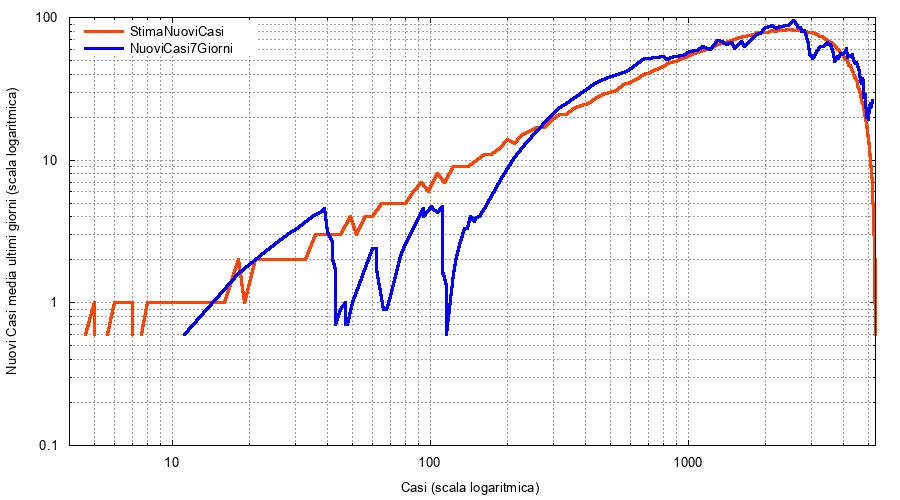 100
StimaNuoviCasi
NuoviCasi7Giorni
10
Nuovi Casi media ultimi giorni (scala logaritmica)
1
0.1
10 100 1000
Casi (scala logaritmica)